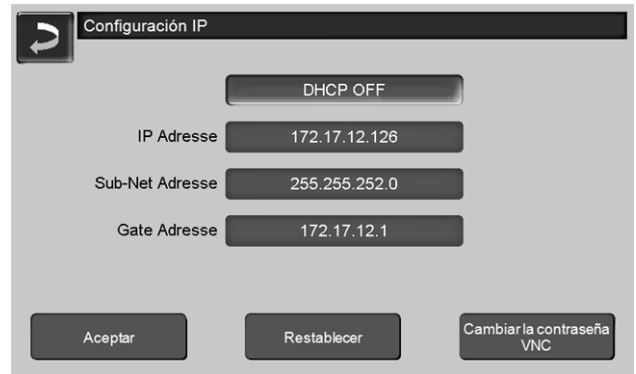 Configuración IP
DHCP OFF
IP Adresse 172.17.12.126
Sub-Net Adresse 255.255.252.0
Gate Adresse 172.17.12.1
Aceptar
Restablecer
Cambiar la contraseña
VNC